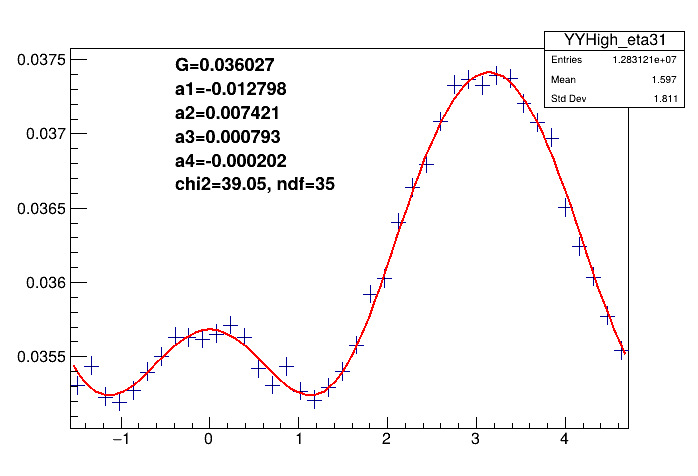 YYHigh_eta31
Entries 1.283121e+07
Mean 1.597
Std Dev 1.811
G=0.036027
a1=-0.012798
a2=0.007421
a3=0.000793
a4=-0.000202
chi2=39.05, ndf=35
0.0375
0.037
0.0365
0.036
0.0355
−1 0 1 2 3 4